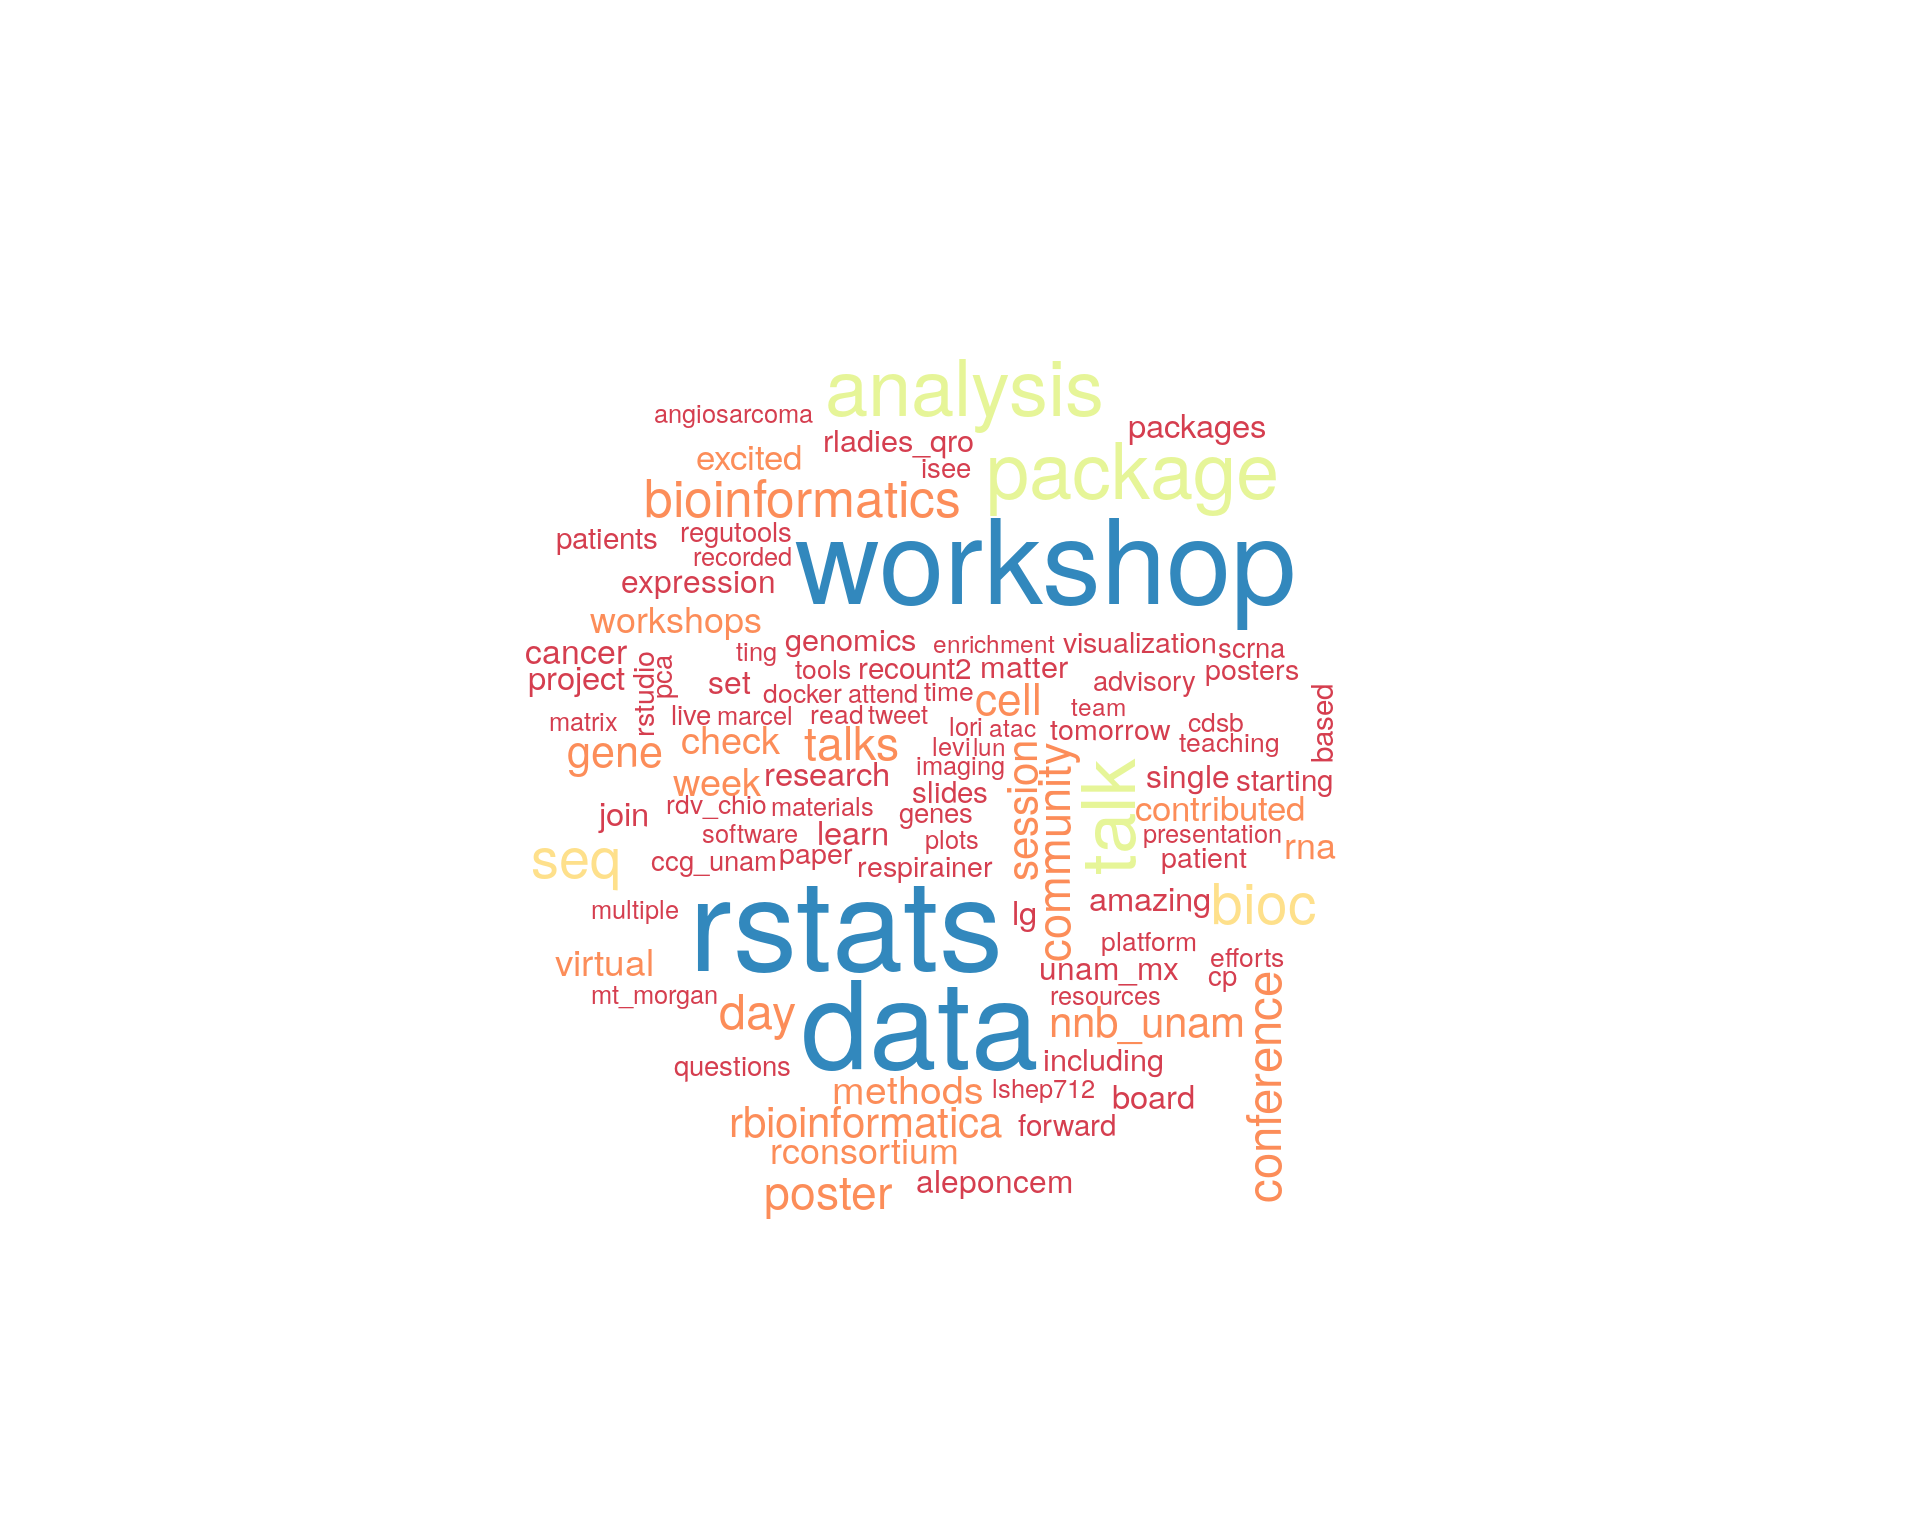 analysis
angiosarcoma
packages
rladies_qro
excited
isee
package
bioinformatics
patients
regutools
recorded
workshop
expression
workshops
genomics
enrichment
visualization
scrna
cancer
ting
tools
recount2
matter
posters
project
rstudio
pca
set
docker
attend
time
cell
advisory
based
matrix
live
marcel
read
tweet
team
lori
atac
tomorrow
cdsb
gene
check
talks
levi
lun
teaching
imaging
session
community
talk
week
research
single
starting
slides
join
rdv_chio
materials
genes
contributed
software
learn
plots
presentation
rna
seq
ccg_unam
paper
respirainer
patient
multiple
rstats
lg
amazing
bioc
virtual
platform
efforts
unam_mx
cp
mt_morgan
day
data
resources
nnb_unam
conference
questions
including
methods
lshep712
board
rbioinformatica
forward
rconsortium
poster
aleponcem